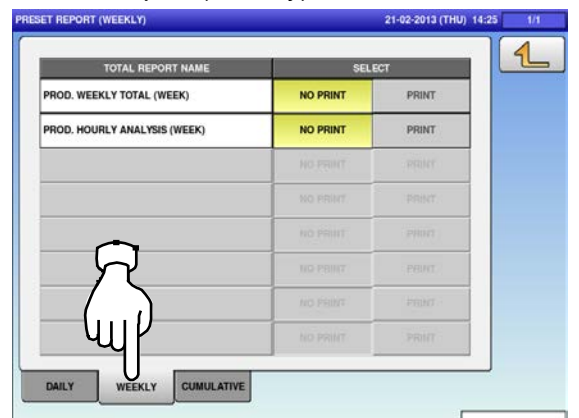 PRESET REPORT (WEEKLY) 21-02-2013 (THU) 14:25 1/1
TOTAL REPORT NAME SELECT
PROD. WEEKLY TOTAL (WEEK) NO PRINT PRINT
PROD. HOURLY ANALYSIS (WEEK) NO PRINT PRINT
NO PRINT PRINT
NO PRINT PRINT
NO PRINT PRINT
NO PRINT PRINT
NO PRINT PRINT
NO PRINT PRINT
DAILY WEEKLY CUMULATIVE